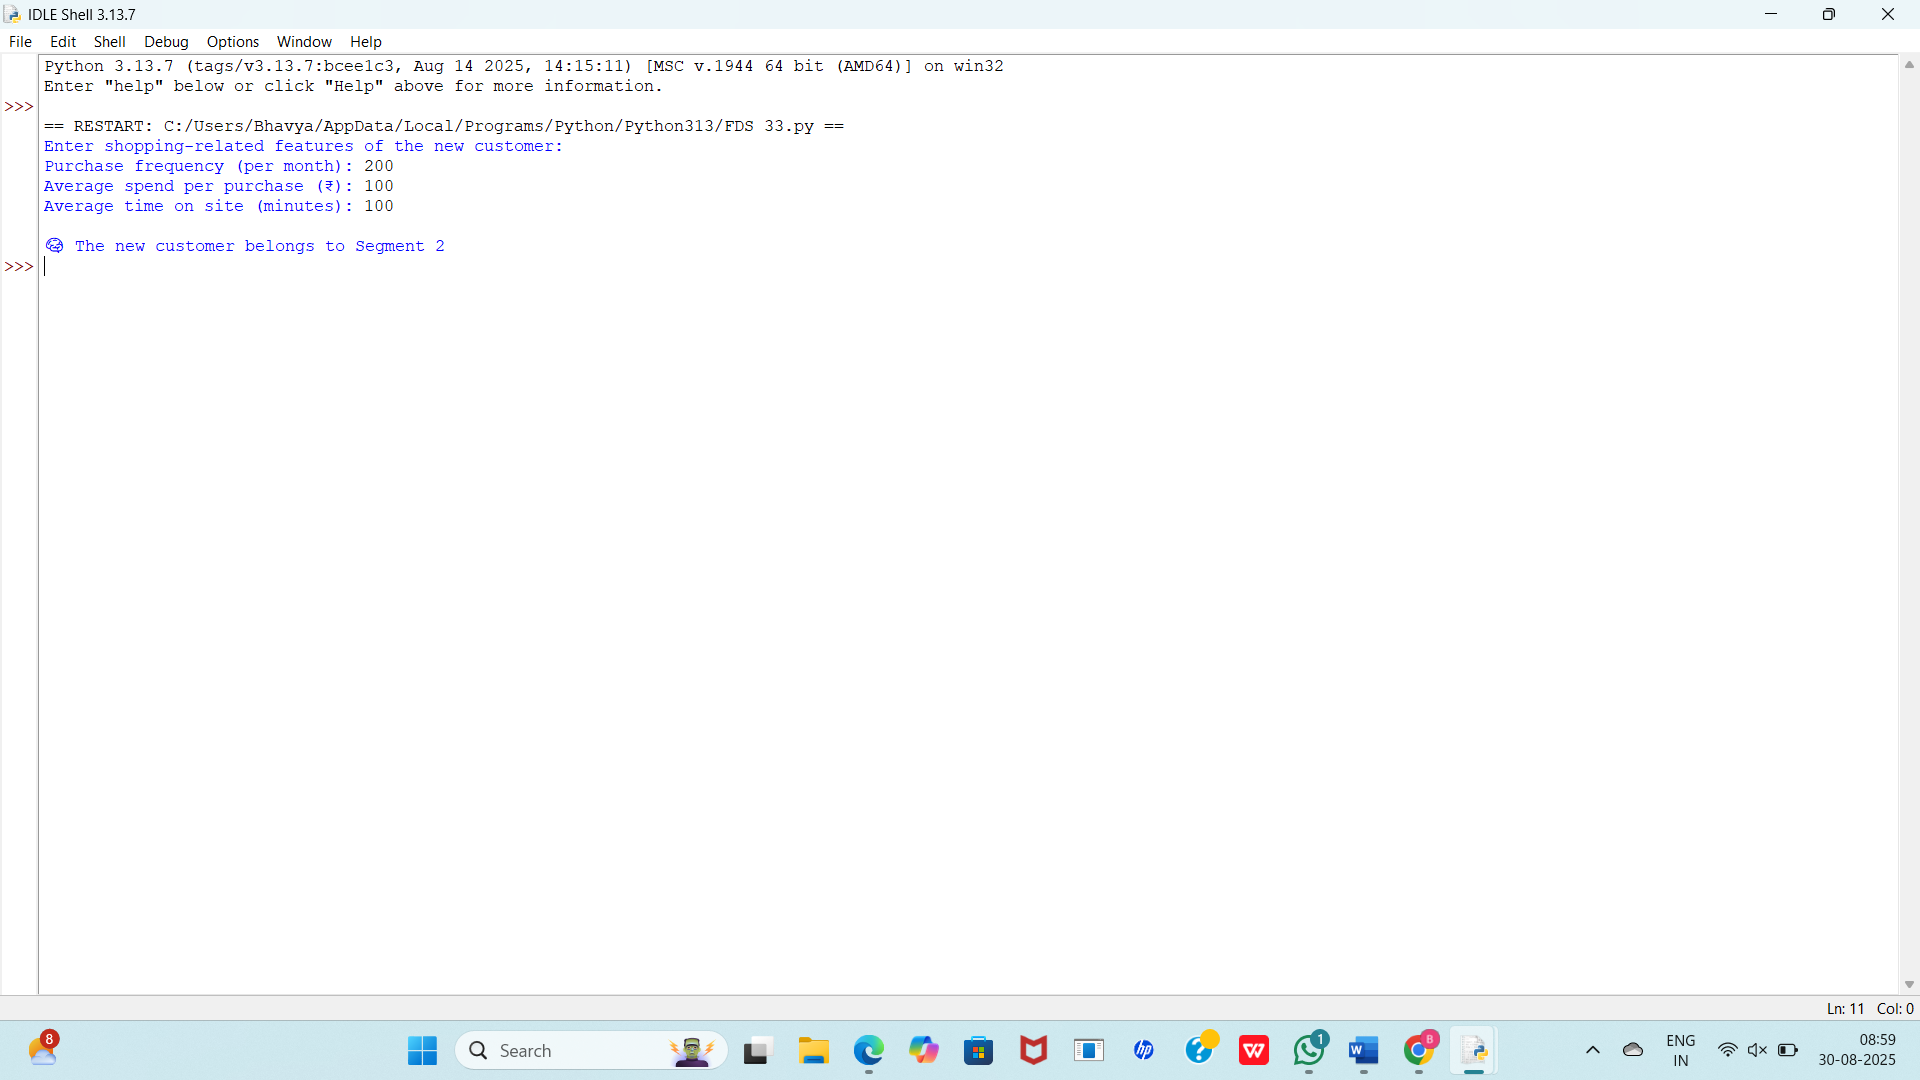 IDLE Shell 3.13.7
File Edit Shell Debug Options Window Help
Python 3.13.7 (tags/v3.13.7:bcee1c3, Aug 14 2025, 14:15:11) [MSC v.1944 64 bit (AMD64)] on win32
Enter "help" below or click "Help" above for more information.
>>>
== RESTART: C:/Users/Bhavya/AppData/Local/Programs/Python/Python313/FDS 33.py ==
Enter shopping-related features of the new customer:
Purchase frequency (per month): 200
Average spend per purchase (₹): 100
Average time on site (minutes): 100
🧠 The new customer belongs to Segment 2
>>>
Ln: 11 Col: 0
8
Search
hp
?
W
1
W
B
ENG
IN
08:59
30-08-2025